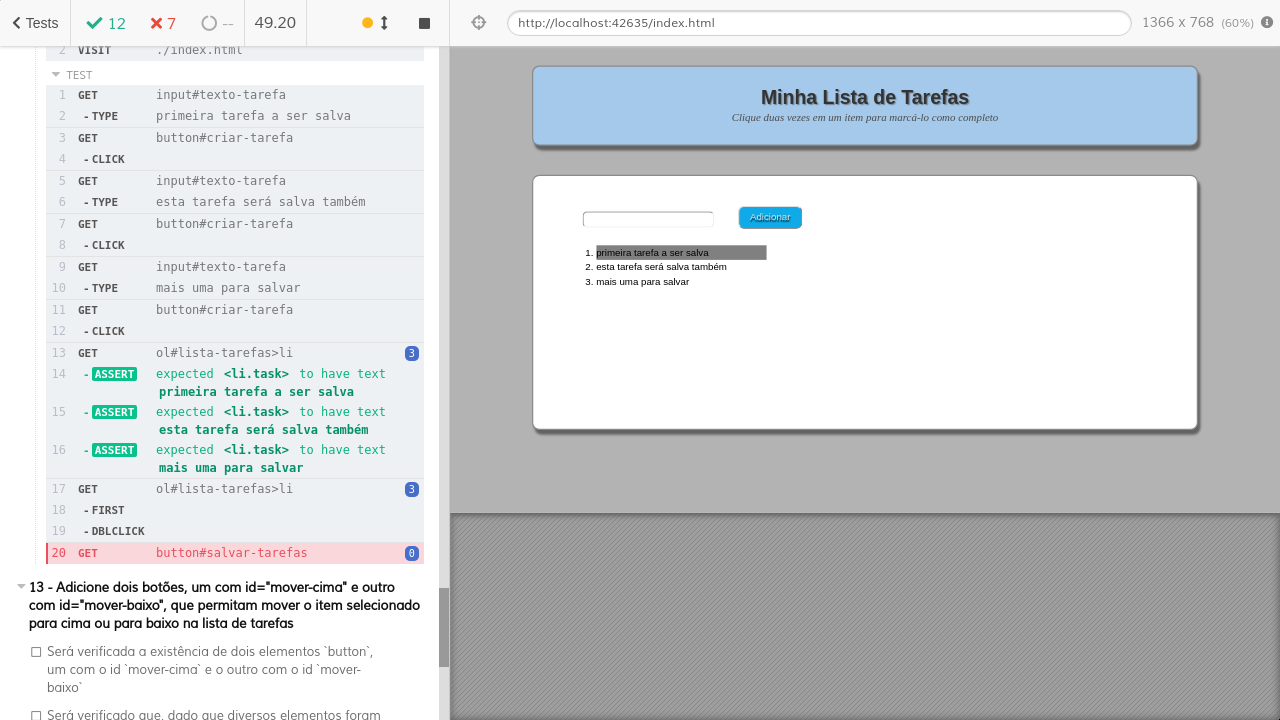 Tests 12 7 -- 49.20
2 VISIT ./index.html
TEST
1 GET input#texto-tarefa
2 -TYPE primeira tarefa a ser salva
3 GET button#criar-tarefa
4 -CLICK
5 GET input#texto-tarefa
6 -TYPE esta tarefa será salva também
7 GET button#criar-tarefa
8 -CLICK
9 GET input#texto-tarefa
10 -TYPE mais uma para salvar
11 GET button#criar-tarefa
12 -CLICK
13 GET ol#lista-tarefas>li 3
14 -ASSERT expected <li.task> to have text
primeira tarefa a ser salva
15 -ASSERT expected <li.task> to have text
esta tarefa será salva também
16 -ASSERT expected <li.task> to have text
mais uma para salvar
17 GET ol#lista-tarefas>li 3
18 -FIRST
19 -DBLCLICK
20 GET button#salvar-tarefas 0
13 - Adicione dois botões, um com id="mover-cima" e outro
com id="mover-baixo", que permitam mover o item selecionado
para cima ou para baixo na lista de tarefas
Será verificada a existência de dois elementos `button`,
um com o id `mover-cima` e o outro com o id `mover-
baixo`
Será verificado que, dado que diversos elementos foram
http://localhost:42635/index.html 1366 x 768 (60%)
Minha Lista de Tarefas
Clique duas vezes em um item para marcá-lo como completo
Adicionar
1. primeira tarefa a ser salva
2. esta tarefa será salva também
3. mais uma para salvar